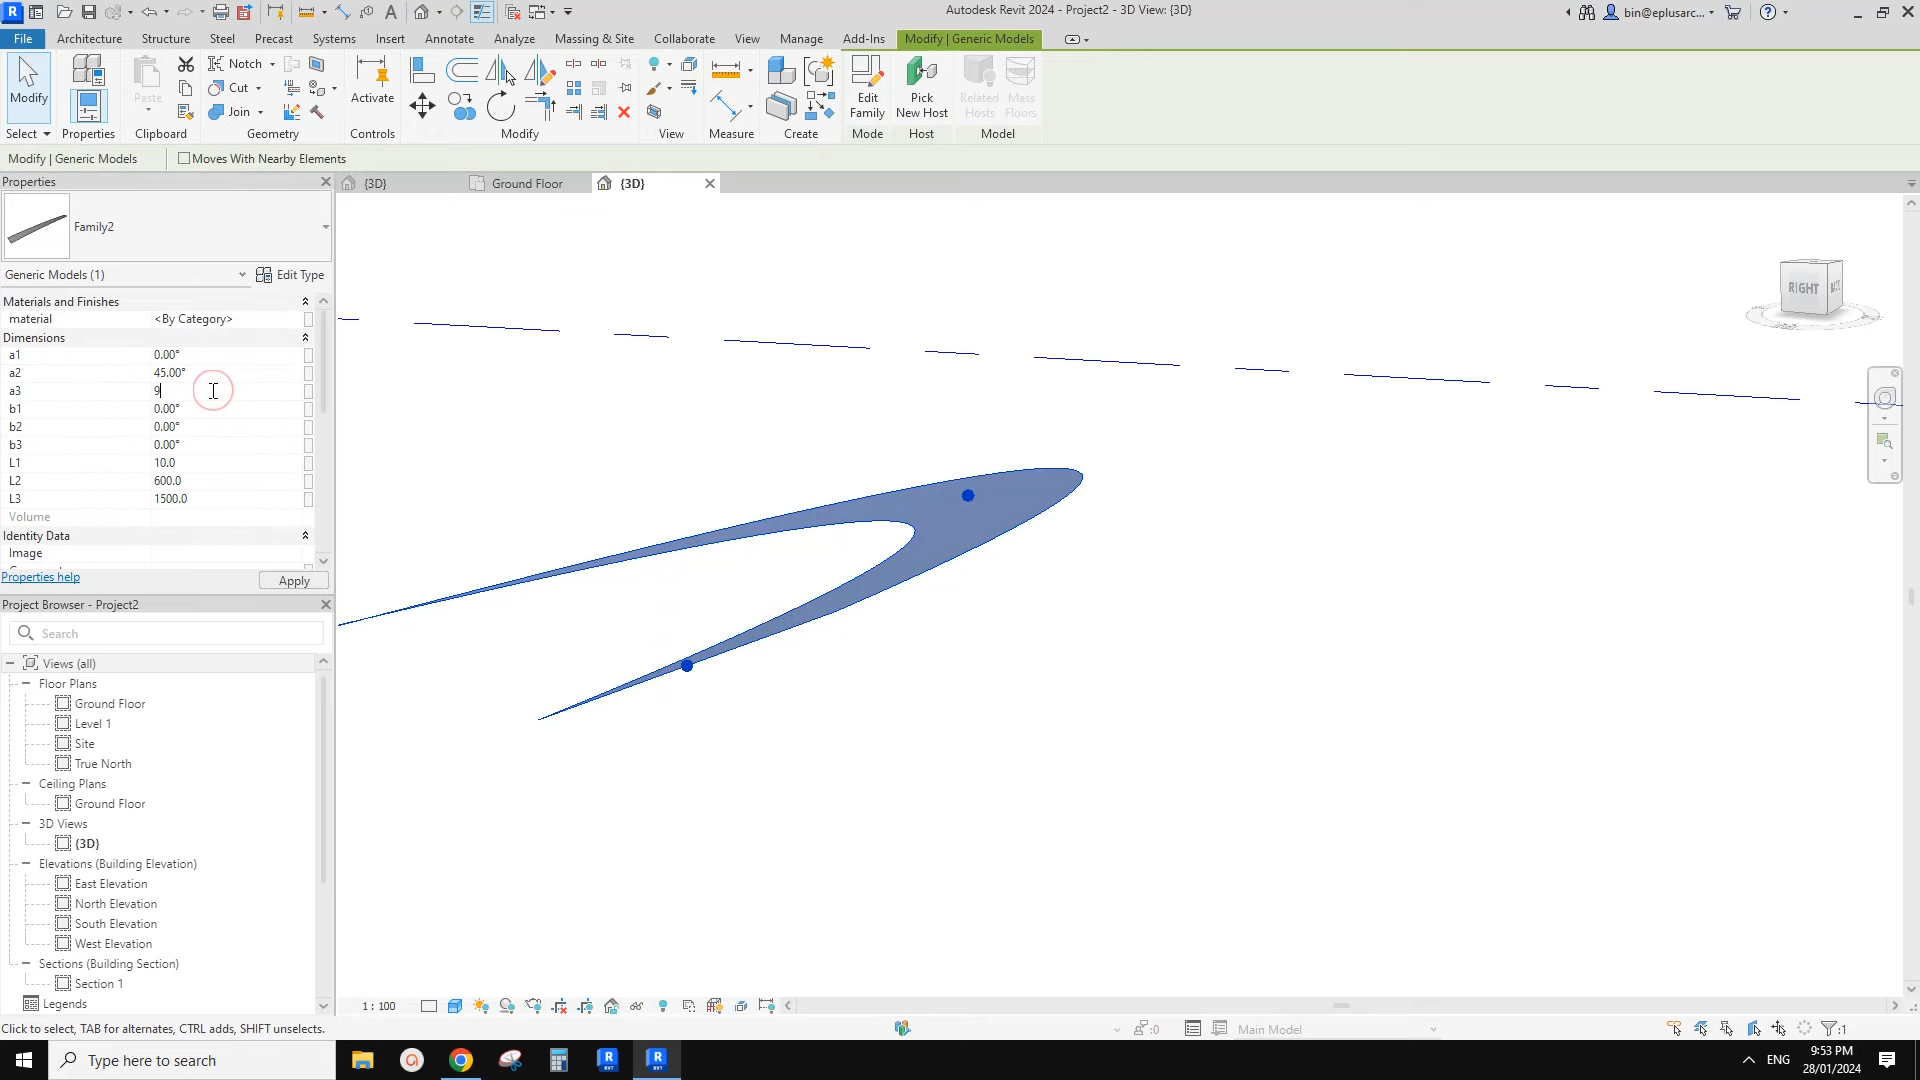 Autodesk Revit 2024 - Project2 - 3D View: {3D}
bin@eplusarc...
File Architecture Structure Steel Precast Systems Insert Annotate Analyze Massing & Site Collaborate View Manage Add-Ins Modify | Generic Models
Modify
Paste
Notch
Cut
Join
Activate
Edit Family
Pick New Host
Related Hosts
Mass Floors
Select Properties Clipboard Geometry Controls Modify View Measure Create Mode Host Model
Modify | Generic Models Moves With Nearby Elements
Properties
{3D} Ground Floor {3D}
Family2
Generic Models (1) Edit Type
Materials and Finishes
material <By Category>
Dimensions
a1 0.00°
a2 45.00°
a3 9
b1 0.00°
b2 0.00°
b3 0.00°
L1 10.0
L2 600.0
L3 1500.0
Volume
Identity Data
Image
Properties help Apply
RIGHT
Project Browser - Project2
Search
Views (all)
Floor Plans
Ground Floor
Level 1
Site
True North
Ceiling Plans
Ground Floor
3D Views
{3D}
Elevations (Building Elevation)
East Elevation
North Elevation
South Elevation
West Elevation
Sections (Building Section)
Section 1
Legends
1 : 100
Click to select, TAB for alternates, CTRL adds, SHIFT unselects.
:0
Main Model
:1
Type here to search
ENG
9:53 PM
28/01/2024